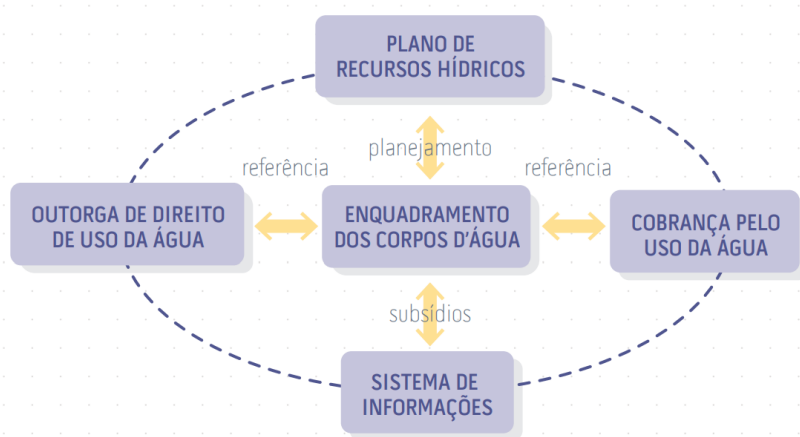 PLANO DE
RECURSOS HÍDRICOS
planejamento
referência
referência
OUTORGA DE DIREITO
DE USO DA ÁGUA
ENQUADRAMENTO
DOS CORPOS D'ÁGUA
COBRANÇA PELO
USO DA ÁGUA
subsídios
SISTEMA DE
INFORMAÇÕES